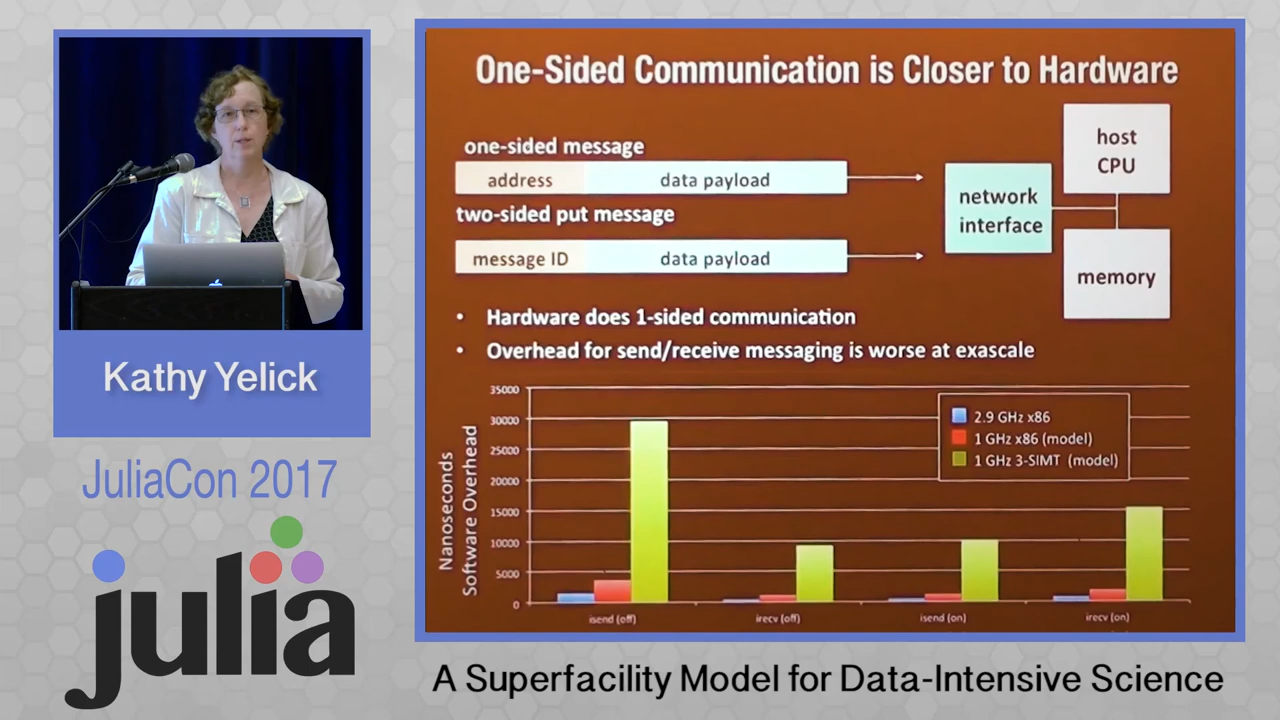 One-Sided Communication is Closer to Hardware
one-sided message
address
data payload
two-sided put message
message ID
data payload
network
interface
host
CPU
memory
• Hardware does 1-sided communication
• Overhead for send/receive messaging is worse at exascale
Nanoseconds
Software Overhead
35000
30000
25000
20000
15000
10000
5000
0
2.9 GHz x86
1 GHz x86 (model)
1 GHz 3-SIMT (model)
isend (off)
irecv (off)
isend (on)
irecv (on)
Kathy Yelick
JuliaCon 2017
julia
A Superfacility Model for Data-Intensive Science